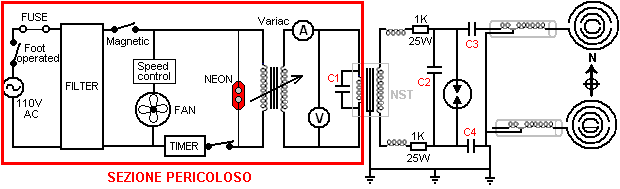 FUSE
Foot
operated
110V
AC
FILTER
Magnetic
Speed
control
FAN
TIMER
NEON
Variac
A
V
C1
NST
1K
25W
C2
C3
1K
25W
C4
N
SEZIONE PERICOLOSO